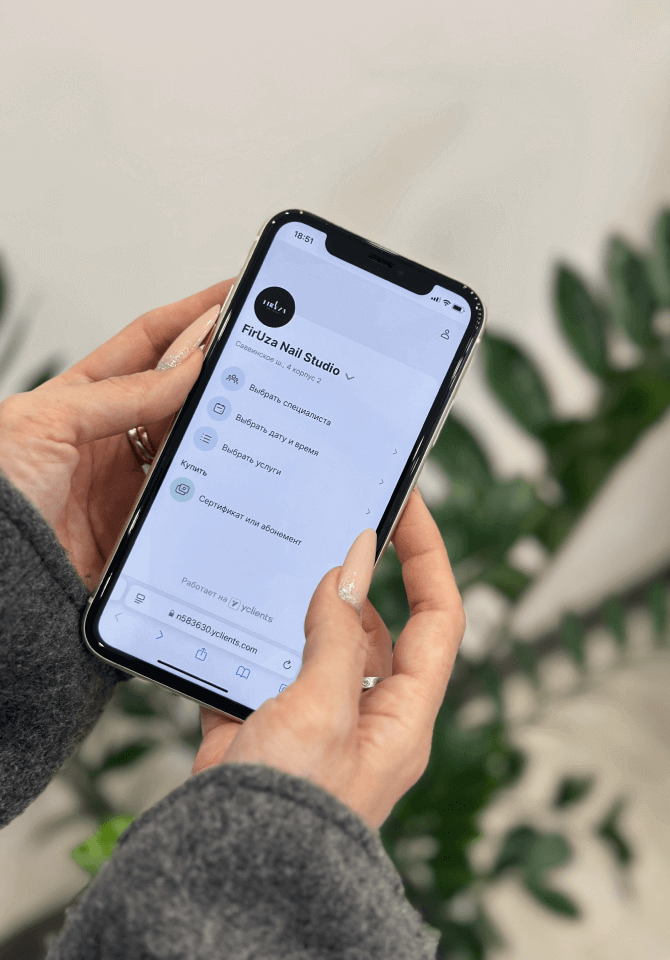 18:51
FirUza Nail Studio
Саввинское ш., 4 корпус 2
Выбрать специалиста
Выбрать дату и время
Выбрать услуги
Купить
Сертификат или абонемент
Работает на yclients
n583630.yclients.com